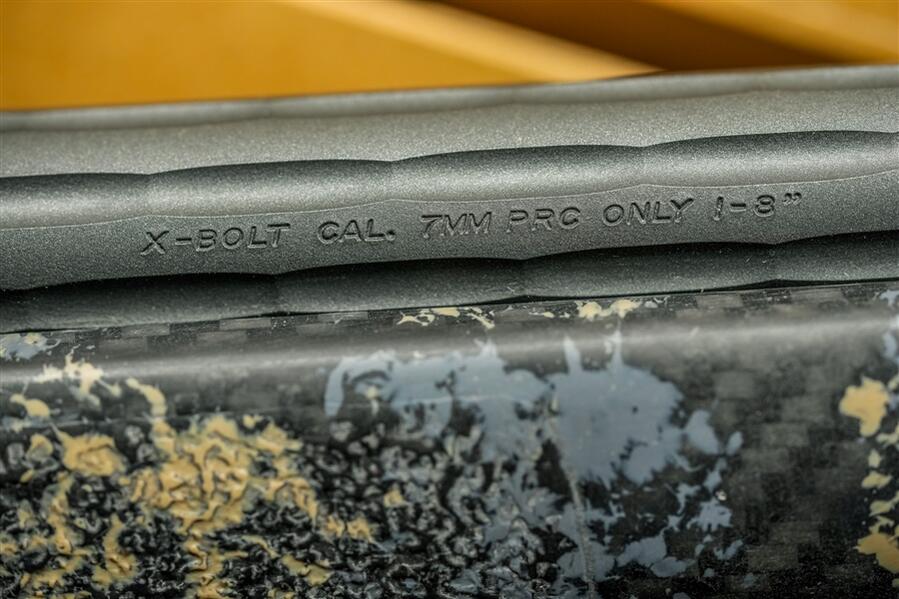 X-BOLT CAL. 7MM PRC ONLY 1-8”